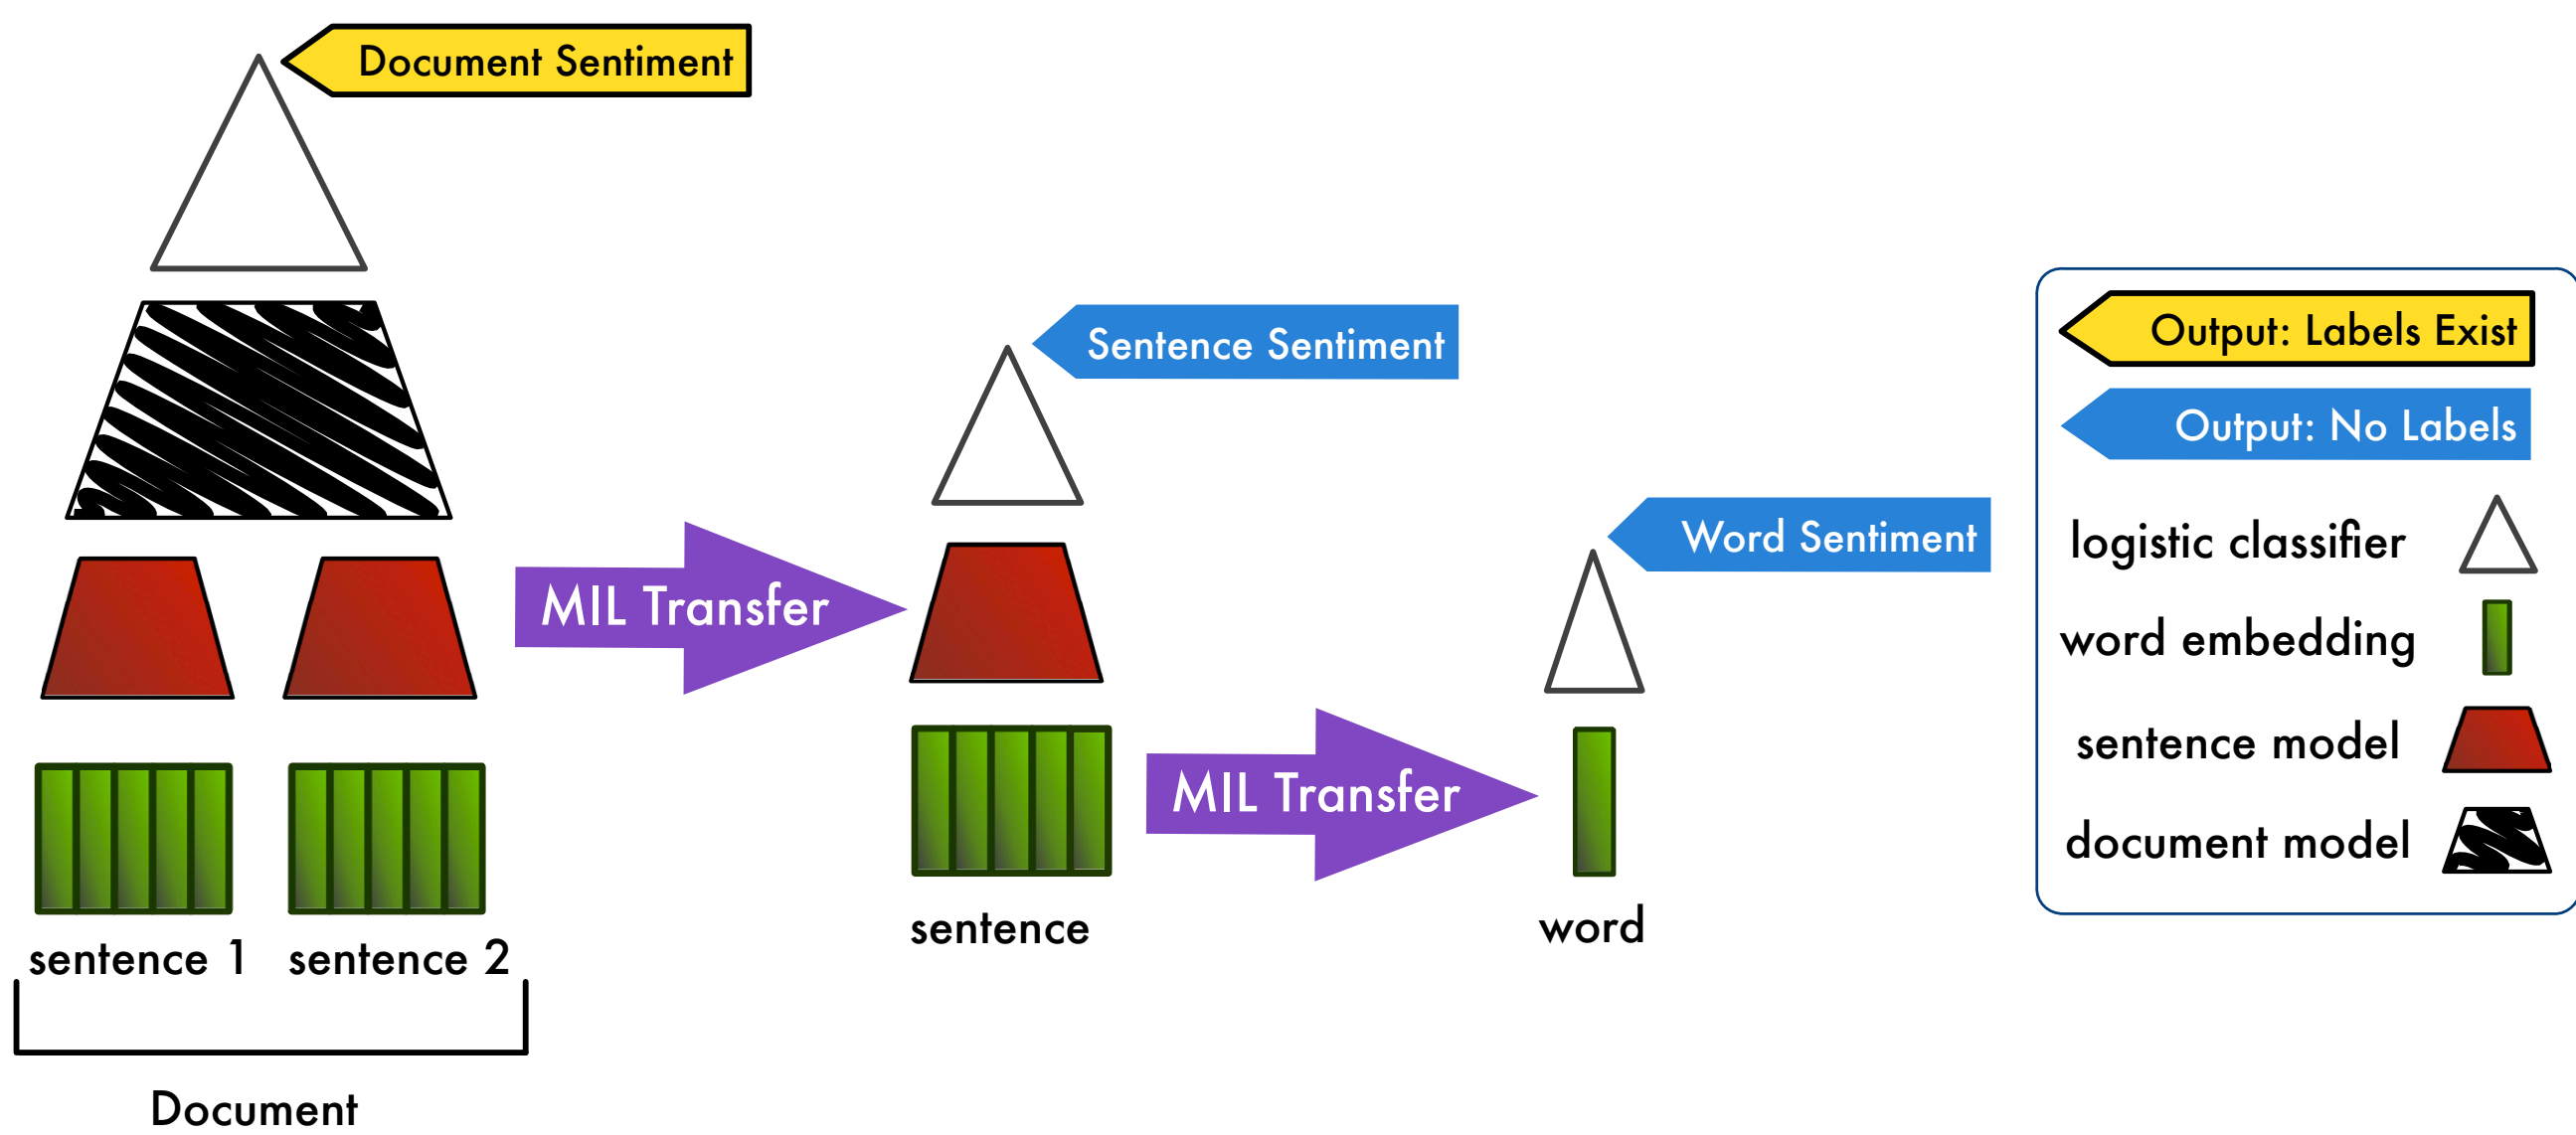 Document Sentiment
Sentence Sentiment
Word Sentiment
MIL Transfer
MIL Transfer
sentence 1
sentence 2
Document
sentence
word
Output: Labels Exist
Output: No Labels
logistic classifier
word embedding
sentence model
document model